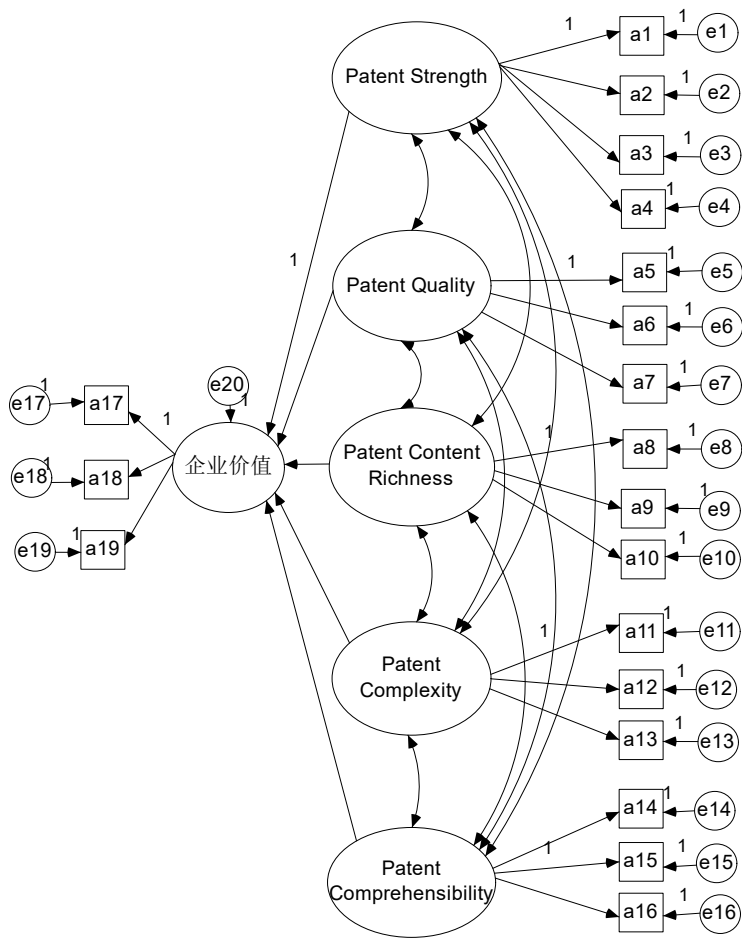 1
a1
1
e1
Patent Strength
a2
1
e2
a3
1
e3
a4
1
e4
1
Patent Quality
1
a5
1
e5
a6
1
e6
a7
1
e7
e17
1
a17
1
e20
1
企业价值
Patent Content
Richness
1
a8
1
e8
e18
1
a18
a9
1
e9
e19
1
a19
a10
1
e10
Patent
Complexity
1
a11
1
e11
a12
1
e12
a13
1
e13
Patent
Comprehensibility
1
a14
1
e14
a15
1
e15
a16
1
e16